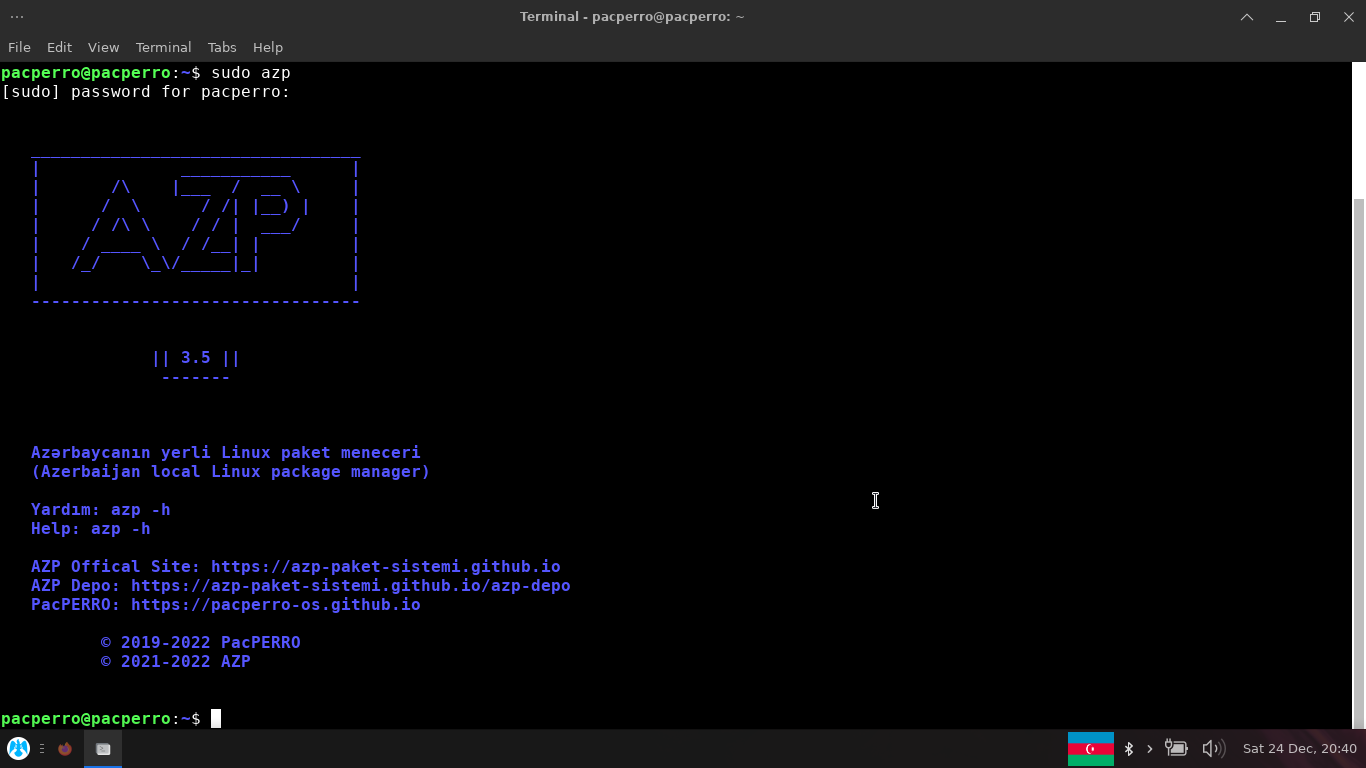 Terminal - pacperro@pacperro: ~
File Edit View Terminal Tabs Help
pacperro@pacperro:~$ sudo azp
[sudo] password for pacperro:
AZP
|| 3.5 ||
-------
Azərbaycanın yerli Linux paket meneceri
(Azerbaijan local Linux package manager)
Yardım: azp -h
Help: azp -h
AZP Offical Site: https://azp-paket-sistemi.github.io
AZP Depo: https://azp-paket-sistemi.github.io/azp-depo
PacPERRO: https://pacperro-os.github.io
© 2019-2022 PacPERRO
© 2021-2022 AZP
pacperro@pacperro:~$
Sat 24 Dec, 20:40